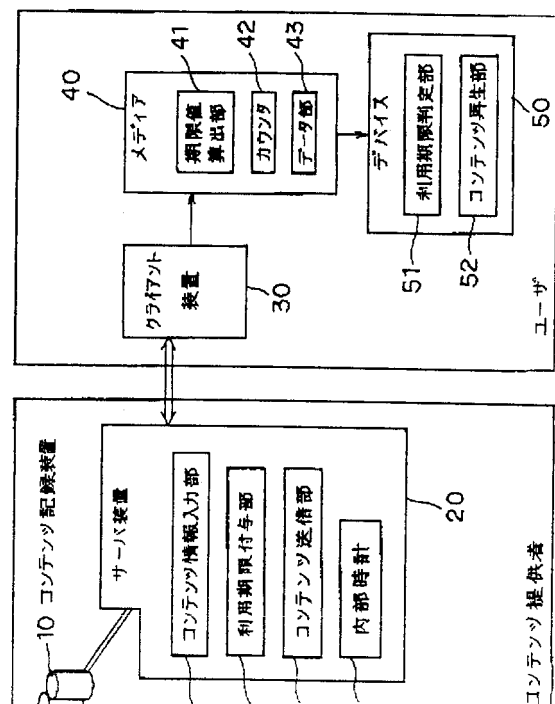 10 コンテンツ記録装置
サーバ装置
コンテンツ情報入力部
利用期限付与部
コンテンツ送信部
内部時計
20
コンテンツ提供者
クライアント
装置
30
40
メディア
期限値
算出部
41
カウンタ
42
データ部
43
デバイス
利用期限判定部
51
コンテンツ再生部
52
50
ユーザ